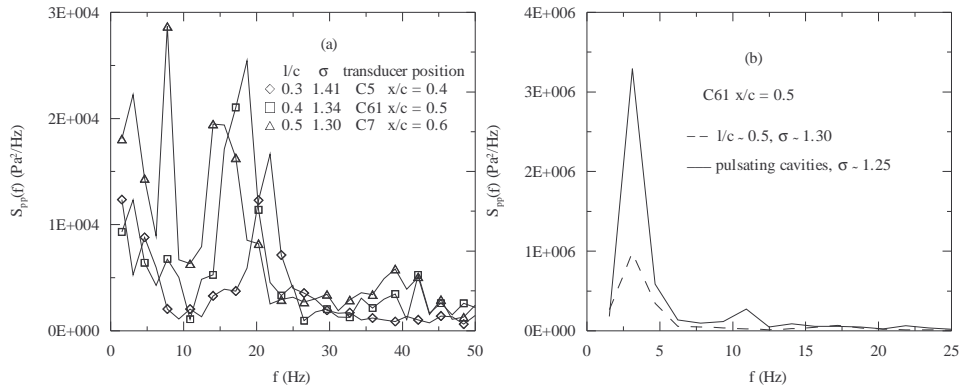 3E+004
2E+004
1E+004
0E+000
S_pp(f) (Pa²/Hz)
(a)
l/c σ transducer position
0.3 1.41 C5 x/c = 0.4
0.4 1.34 C61 x/c = 0.5
0.5 1.30 C7 x/c = 0.6
0 10 20 30 40 50
f (Hz)
4E+006
3E+006
2E+006
1E+006
0E+000
S_pp(f) (Pa²/Hz)
(b)
C61 x/c = 0.5
l/c ~ 0.5, σ ~ 1.30
pulsating cavities, σ ~ 1.25
0 5 10 15 20 25
f (Hz)